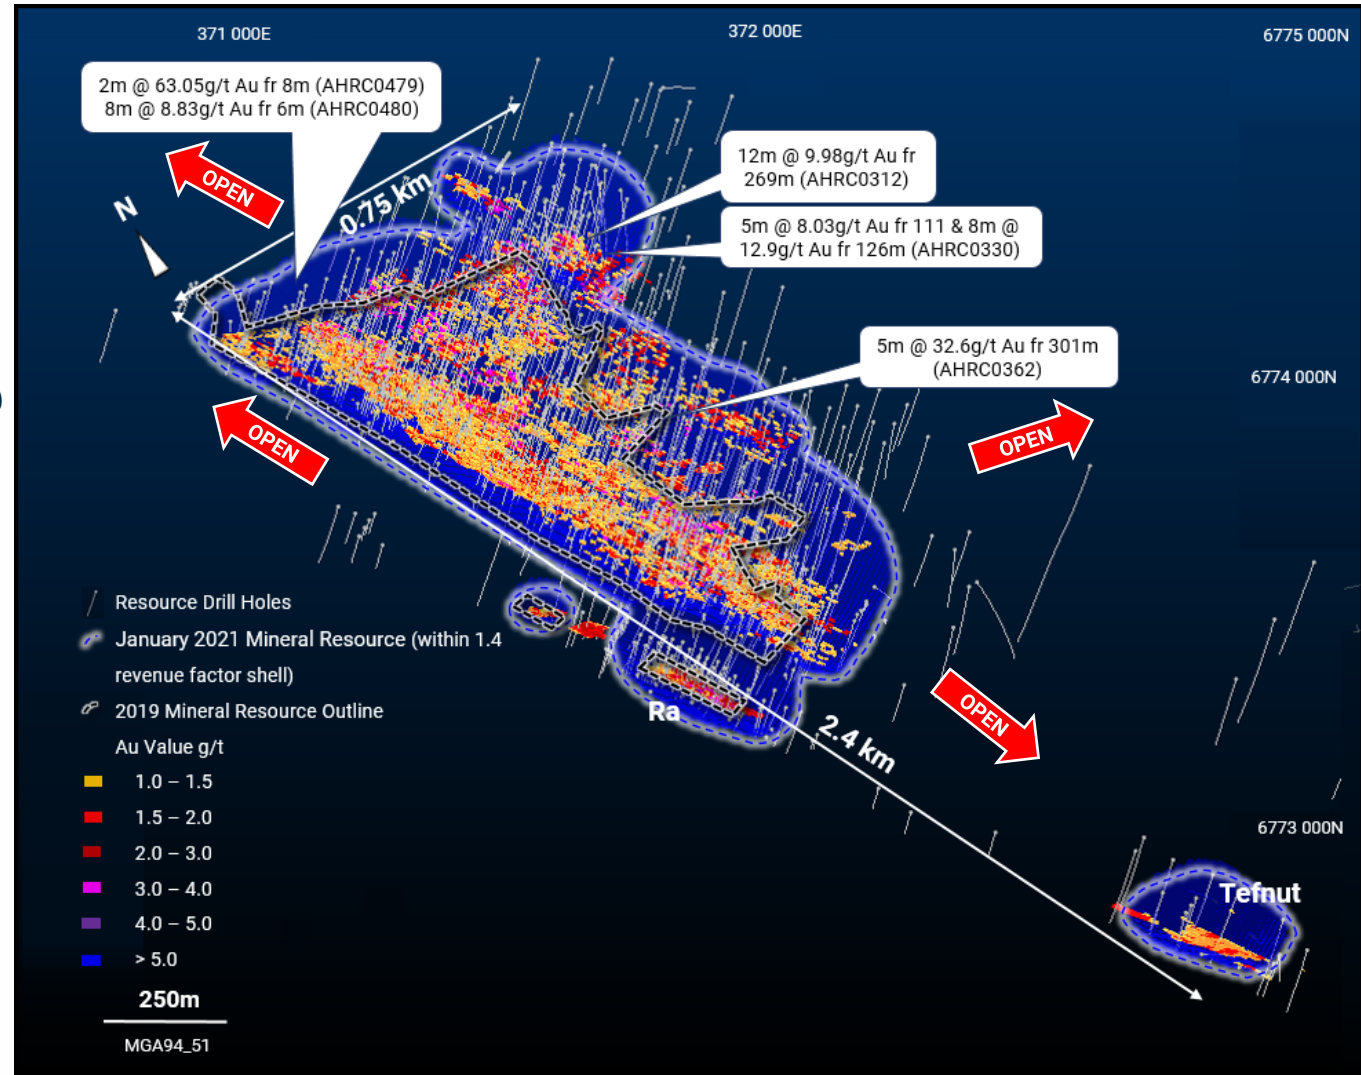 371 000E
372 000E
6775 000N
2m @ 63.05g/t Au fr 8m (AHRC0479)
8m @ 8.83g/t Au fr 6m (AHRC0480)
12m @ 9.98g/t Au fr
269m (AHRC0312)
OPEN
0.75 km
N
5m @ 8.03g/t Au fr 111 & 8m @
12.9g/t Au fr 126m (AHRC0330)
5m @ 32.6g/t Au fr 301m
(AHRC0362)
6774 000N
OPEN
OPEN
Resource Drill Holes
January 2021 Mineral Resource (within 1.4
revenue factor shell)
2019 Mineral Resource Outline
Au Value g/t
1.0 – 1.5
1.5 – 2.0
2.0 – 3.0
3.0 – 4.0
4.0 – 5.0
> 5.0
250m
MGA94_51
Ra
2.4 km
OPEN
6773 000N
Tefnut